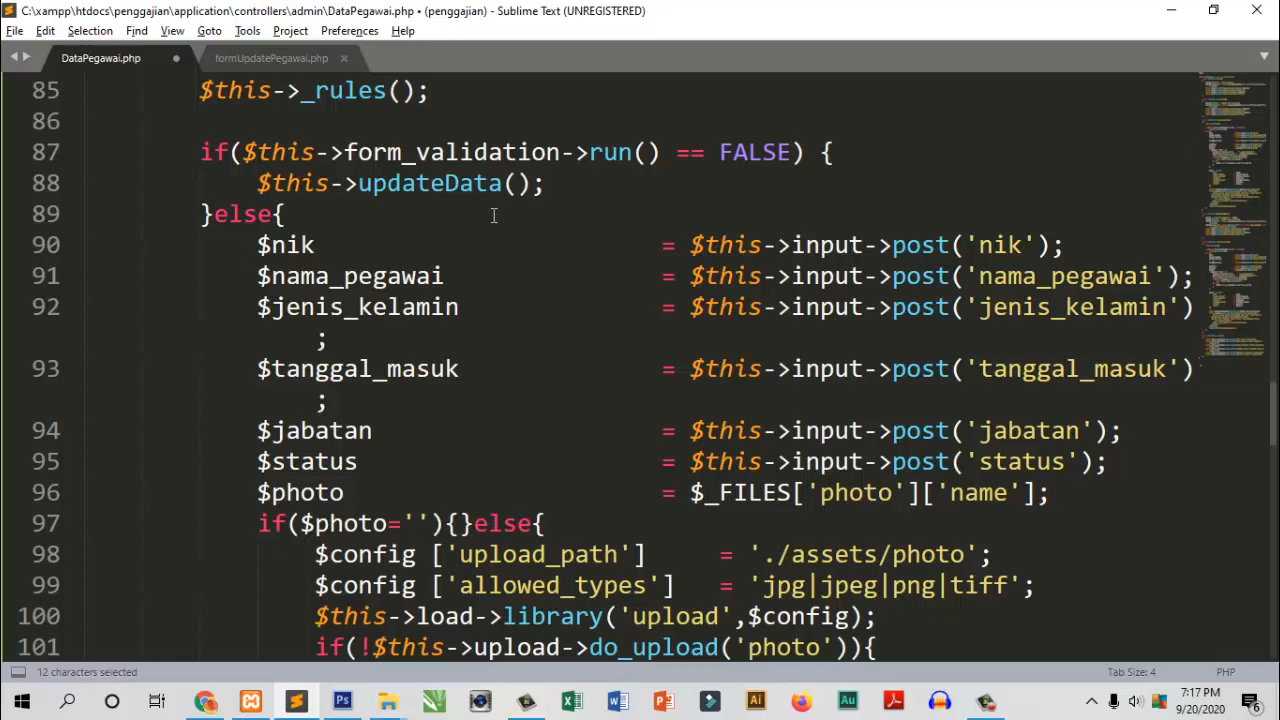 C:\xampp\htdocs\penggajian\application\controllers\admin\DataPegawai.php • (penggajian) - Sublime Text (UNREGISTERED)
File Edit Selection Find View Goto Tools Project Preferences Help
DataPegawai.php formUpdatePegawai.php
85 $this->_rules();
86
87 if($this->form_validation->run() == FALSE) {
88 $this->updateData();
89 }else{
90 $nik = $this->input->post('nik');
91 $nama_pegawai = $this->input->post('nama_pegawai');
92 $jenis_kelamin = $this->input->post('jenis_kelamin')
;
93 $tanggal_masuk = $this->input->post('tanggal_masuk')
;
94 $jabatan = $this->input->post('jabatan');
95 $status = $this->input->post('status');
96 $photo = $_FILES['photo']['name'];
97 if($photo=''){}else{
98 $config ['upload_path'] = './assets/photo';
99 $config ['allowed_types'] = 'jpg|jpeg|png|tiff';
100 $this->load->library('upload',$config);
101 if(!$this->upload->do_upload('photo')){
12 characters selected Tab Size: 4 PHP
7:17 PM
9/20/2020
6